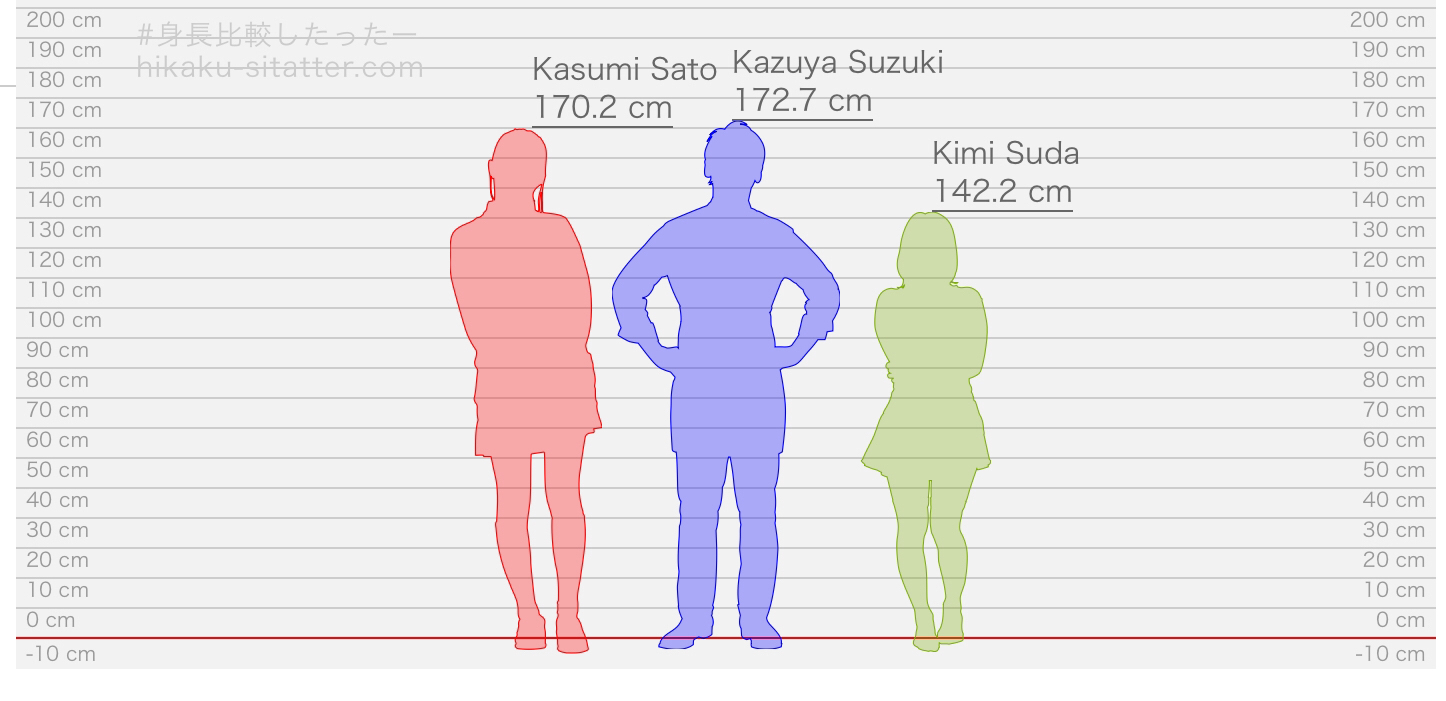 200 cm
200 cm
#身長比較したったー
190 cm
190 cm
hikaku-sitatter.com
Kasumi Sato
Kazuya Suzuki
180 cm
180 cm
170.2 cm
172.7 cm
170 cm
170 cm
160 cm
160 cm
Kimi Suda
150 cm
150 cm
142.2 cm
140 cm
140 cm
130 cm
130 cm
120 cm
120 cm
110 cm
110 cm
100 cm
100 cm
90 cm
90 cm
80 cm
80 cm
70 cm
70 cm
60 cm
60 cm
50 cm
50 cm
40 cm
40 cm
30 cm
30 cm
20 cm
20 cm
10 cm
10 cm
0 cm
0 cm
-10 cm
-10 cm